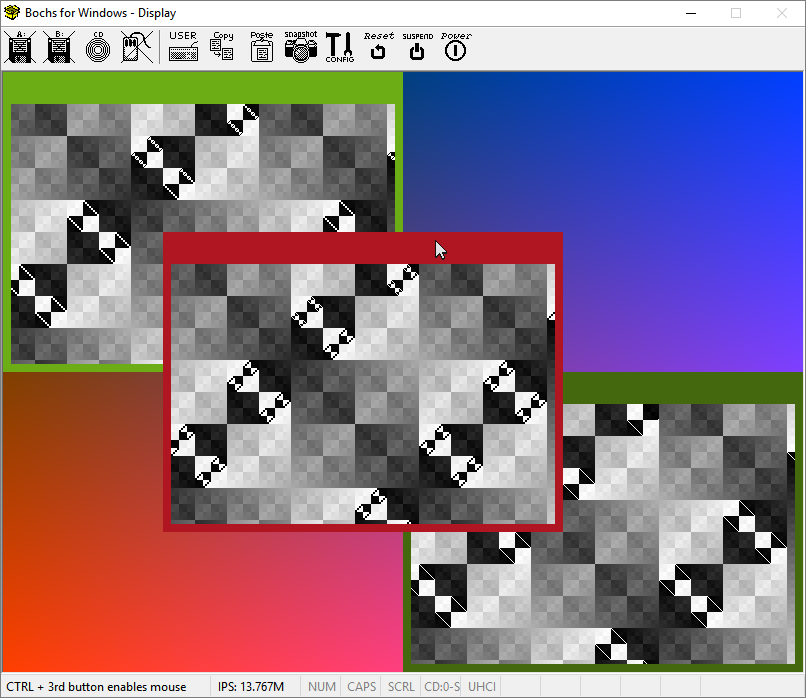 Bochs for Windows - Display
A: B: CD USER Copy Paste Snapshot CONFIG Reset SUSPEND Power
CTRL + 3rd button enables mouse IPS: 13.767M NUM CAPS SCRL CD:0-S UHCI